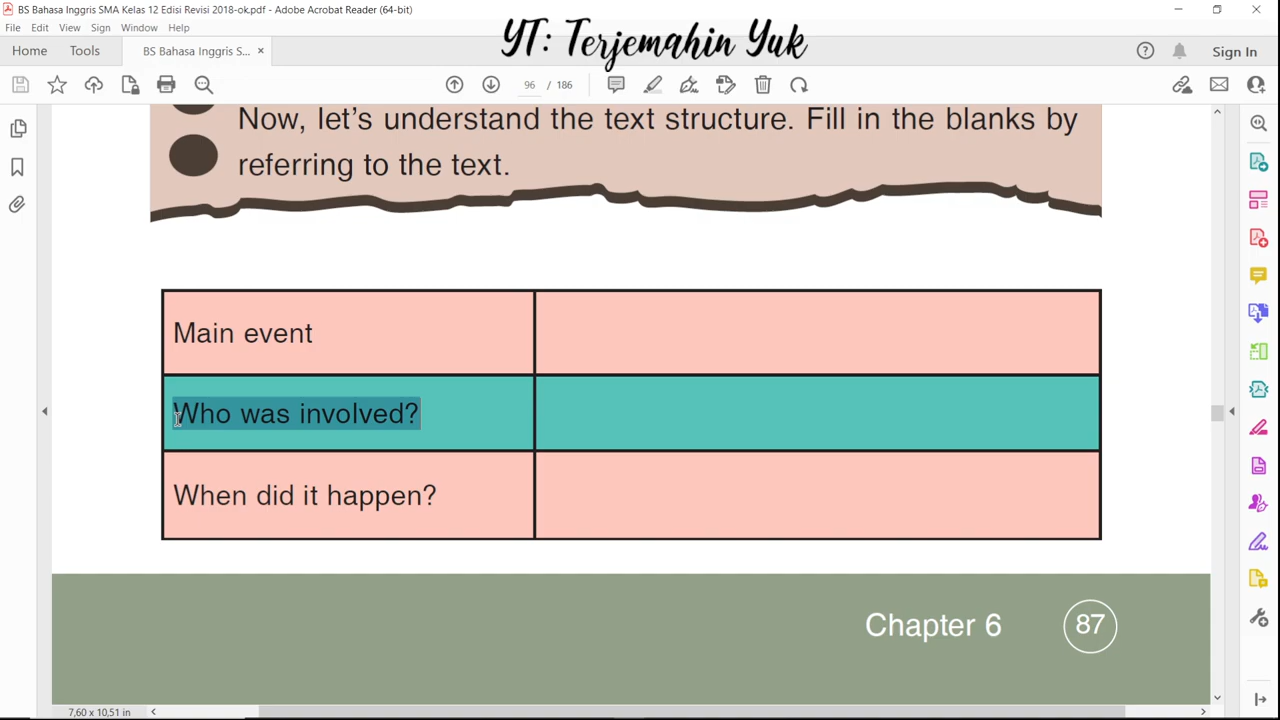 BS Bahasa Inggris SMA Kelas 12 Edisi Revisi 2018-ok.pdf - Adobe Acrobat Reader (64-bit)
File Edit View Sign Window Help
YT: Terjemahin Yuk
Home Tools BS Bahasa Inggris S... × Sign In
96 / 186
Now, let's understand the text structure. Fill in the blanks by
referring to the text.
Main event
Who was involved?
When did it happen?
Chapter 6 87
7,60 x 10,51 in